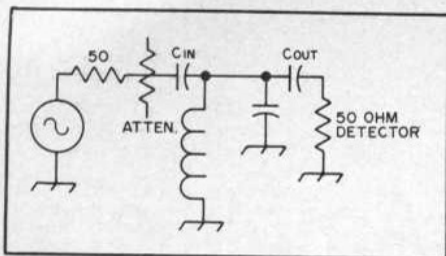 50
CIN
COUT
ATTEN.
50 OHM
DETECTOR